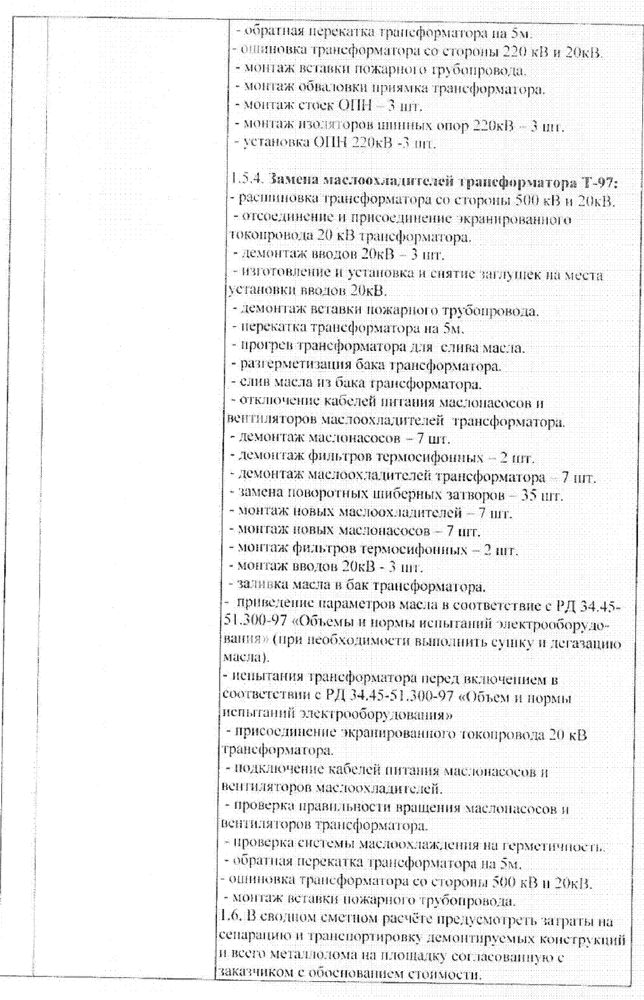 - обратная перекатка трансформатора на 5м.
- ошиновка трансформатора со стороны 220 кВ и 20кВ.
- монтаж вставки пожарного трубопровода.
- монтаж обваловки приямка трансформатора.
- монтаж стоек ОПН – 3 шт.
- монтаж изоляторов шинных опор 220кВ – 3 шт.
- установка ОПН 220кВ -3 шт.
1.5.4. Замена маслоохладителей трансформатора Т-97:
- расшиновка трансформатора со стороны 500 кВ и 20кВ.
- отсоединение и присоединение экранированного
токопровода 20 кВ трансформатора.
- демонтаж вводов 20кВ – 3 шт.
- изготовление и установка и снятие заглушек на места
установки вводов 20кВ.
- демонтаж вставки пожарного трубопровода.
- перекатка трансформатора на 5м.
- прогрев трансформатора для слива масла.
- разгерметизация бака трансформатора.
- слив масла из бака трансформатора.
- отключение кабелей питания маслонасосов и
вентиляторов маслоохладителей трансформатора.
- демонтаж маслонасосов – 7 шт.
- демонтаж фильтров термосифонных – 2 шт.
- демонтаж маслоохладителей трансформатора – 7 шт.
- замена поворотных шиберных затворов – 35 шт.
- монтаж новых маслоохладителей – 7 шт.
- монтаж новых маслонасосов – 7 шт.
- монтаж фильтров термосифонных – 2 шт.
- монтаж вводов 20кВ - 3 шт.
- заливка масла в бак трансформатора.
- приведение параметров масла в соответствие с РД 34.45-
51.300-97 «Объемы и нормы испытаний электрооборудо-
вания» (при необходимости выполнить сушку и дегазацию
масла).
- испытания трансформатора перед включением в
соответствии с РД 34.45-51.300-97 «Объем и нормы
испытаний электрооборудования»
- присоединение экранированного токопровода 20 кВ
трансформатора.
- подключение кабелей питания маслонасосов и
вентиляторов маслоохладителей.
- проверка правильности вращения маслонасосов и
вентиляторов трансформатора.
- проверка системы маслоохлаждения на герметичность.
- обратная перекатка трансформатора на 5м.
- ошиновка трансформатора со стороны 500 кВ и 20кВ.
- монтаж вставки пожарного трубопровода.
1.6. В сводном сметном расчёте предусмотреть затраты на
сепарацию и транспортировку демонтируемых конструкций
и всего металлолома на площадку согласованную с
заказчиком с обоснованием стоимости.